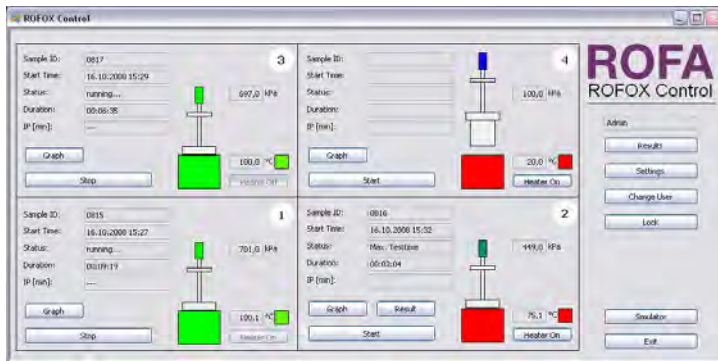 ROFOX Control
3
Sample ID: 0817
Start Time: 16.10.2008 15:29
Status: running...
Duration: 00:06:35
IP [min]: ---
697,0 kPa
100,0 °C
Graph
Stop
Heater Off
4
Sample ID:
Start Time:
Status:
Duration:
IP [min]:
100,0 kPa
20,0 °C
Graph
Start
Heater On
1
Sample ID: 0815
Start Time: 16.10.2008 15:27
Status: running...
Duration: 00:09:19
IP [min]: ---
701,0 kPa
100,1 °C
Graph
Stop
2
Sample ID: 0816
Start Time: 16.10.2008 15:32
Status: Max. Testtime
Duration: 00:02:04
IP [min]:
449,0 kPa
75,1 °C
Graph
Result
Start
Heater On
ROFA
ROFOX Control
Admin
Results
Settings
Change User
Lock
Simulator
Exit